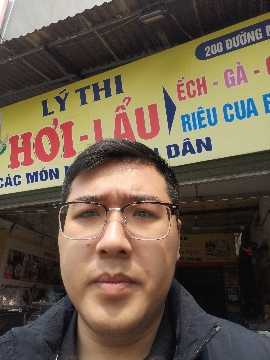 200 ĐƯỜNG
LÝ THI
HƠI - LẨU
ẾCH - GÀ -
RIÊU CUA
CÁC MÓN
DÂN